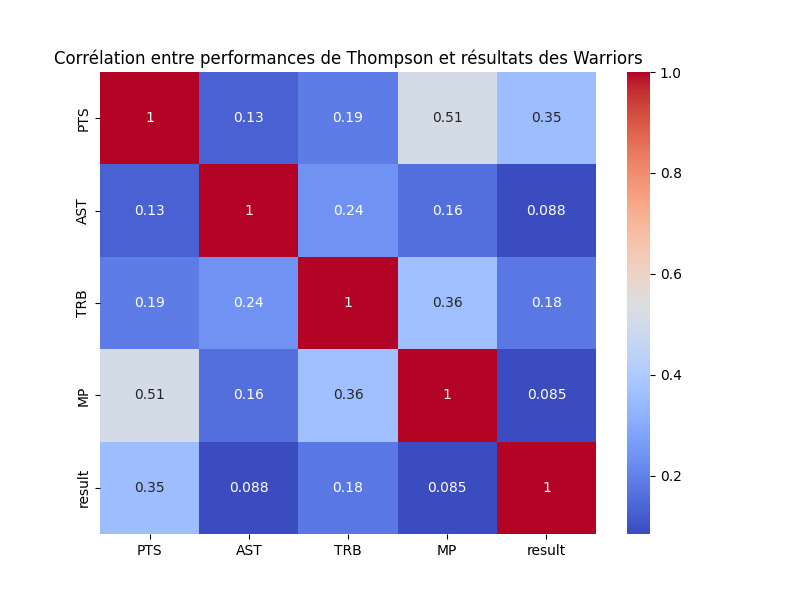 Corrélation entre performances de Thompson et résultats des Warriors
PTS 1 0.13 0.19 0.51 0.35
AST 0.13 1 0.24 0.16 0.088
TRB 0.19 0.24 1 0.36 0.18
MP 0.51 0.16 0.36 1 0.085
result 0.35 0.088 0.18 0.085 1
PTS AST TRB MP result
1.0
0.8
0.6
0.4
0.2